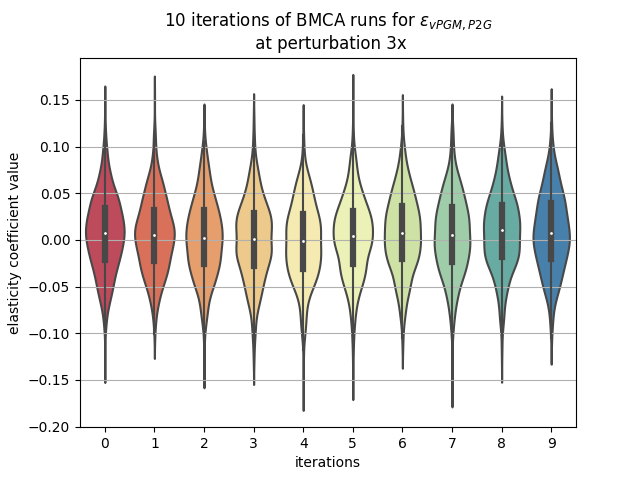 10 iterations of BMCA runs for ε_{vPGM, P2G}
at perturbation 3x
elasticity coefficient value
0.15
0.10
0.05
0.00
−0.05
−0.10
−0.15
−0.20
0 1 2 3 4 5 6 7 8 9
iterations